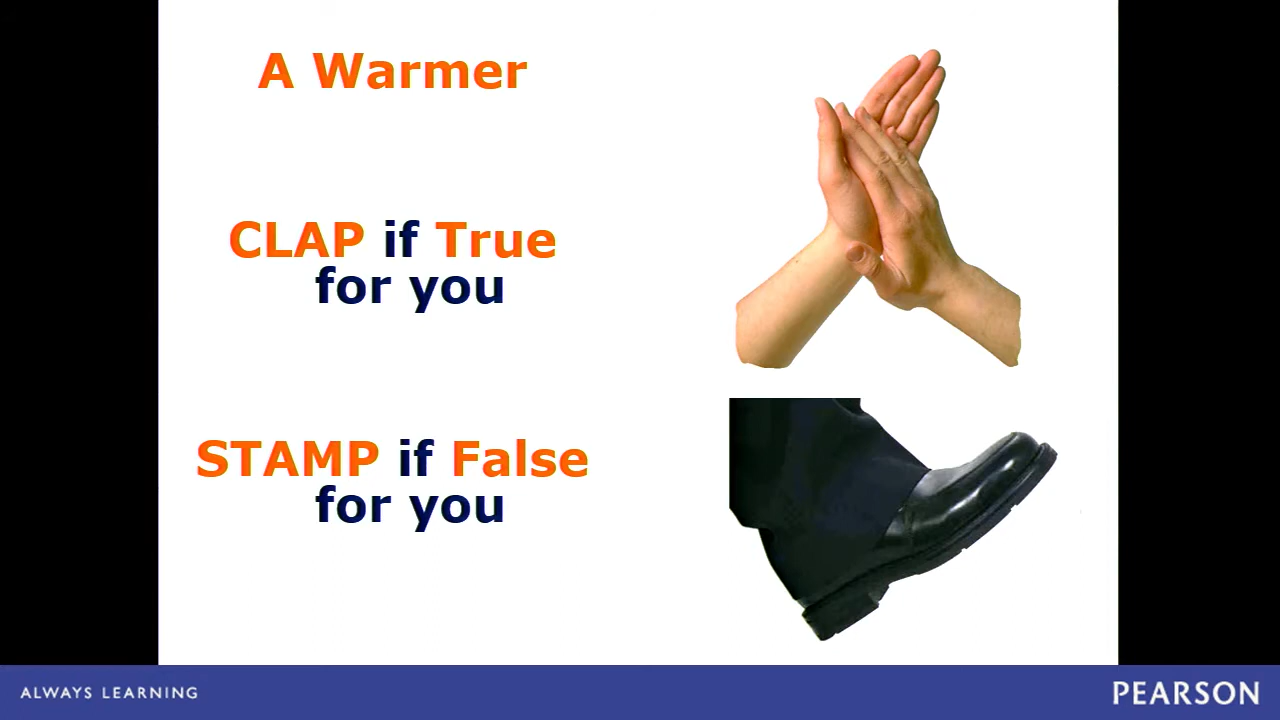 A Warmer
CLAP if True
for you
STAMP if False
for you
ALWAYS LEARNING
PEARSON